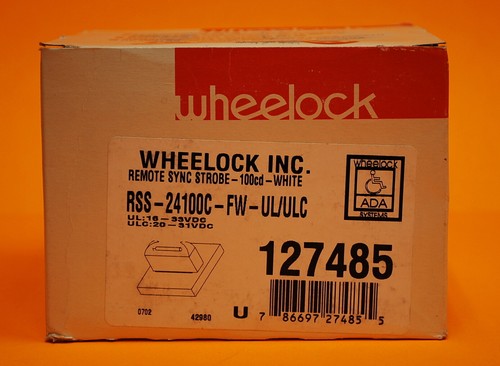 wheelock
WHEELOCK INC.
REMOTE SYNC STROBE-100cd-WHITE
RSS-24100C-FW-UL/ULC
UL:16-33VDC
ULC:20-31VDC
wheelock
ADA
SYSTEMS
127485
0702
42980
U
7 86697 27485 5